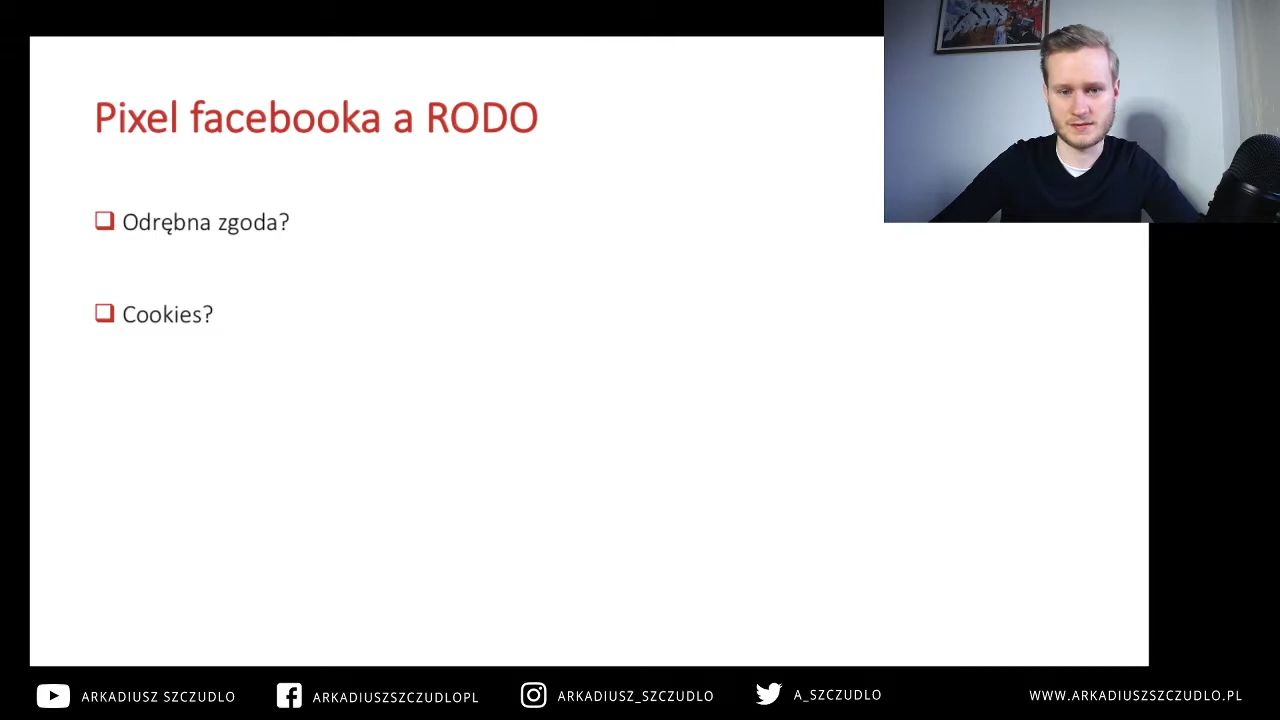 Pixel facebooka a RODO
Odrębna zgoda?
Cookies?
ARKADIUSZ SZCZUDLO
ARKADIUSZSZCZUDLOPL
ARKADIUSZ_SZCZUDLO
A_SZCZUDLO
WWW.ARKADIUSZSZCZUDLO.PL